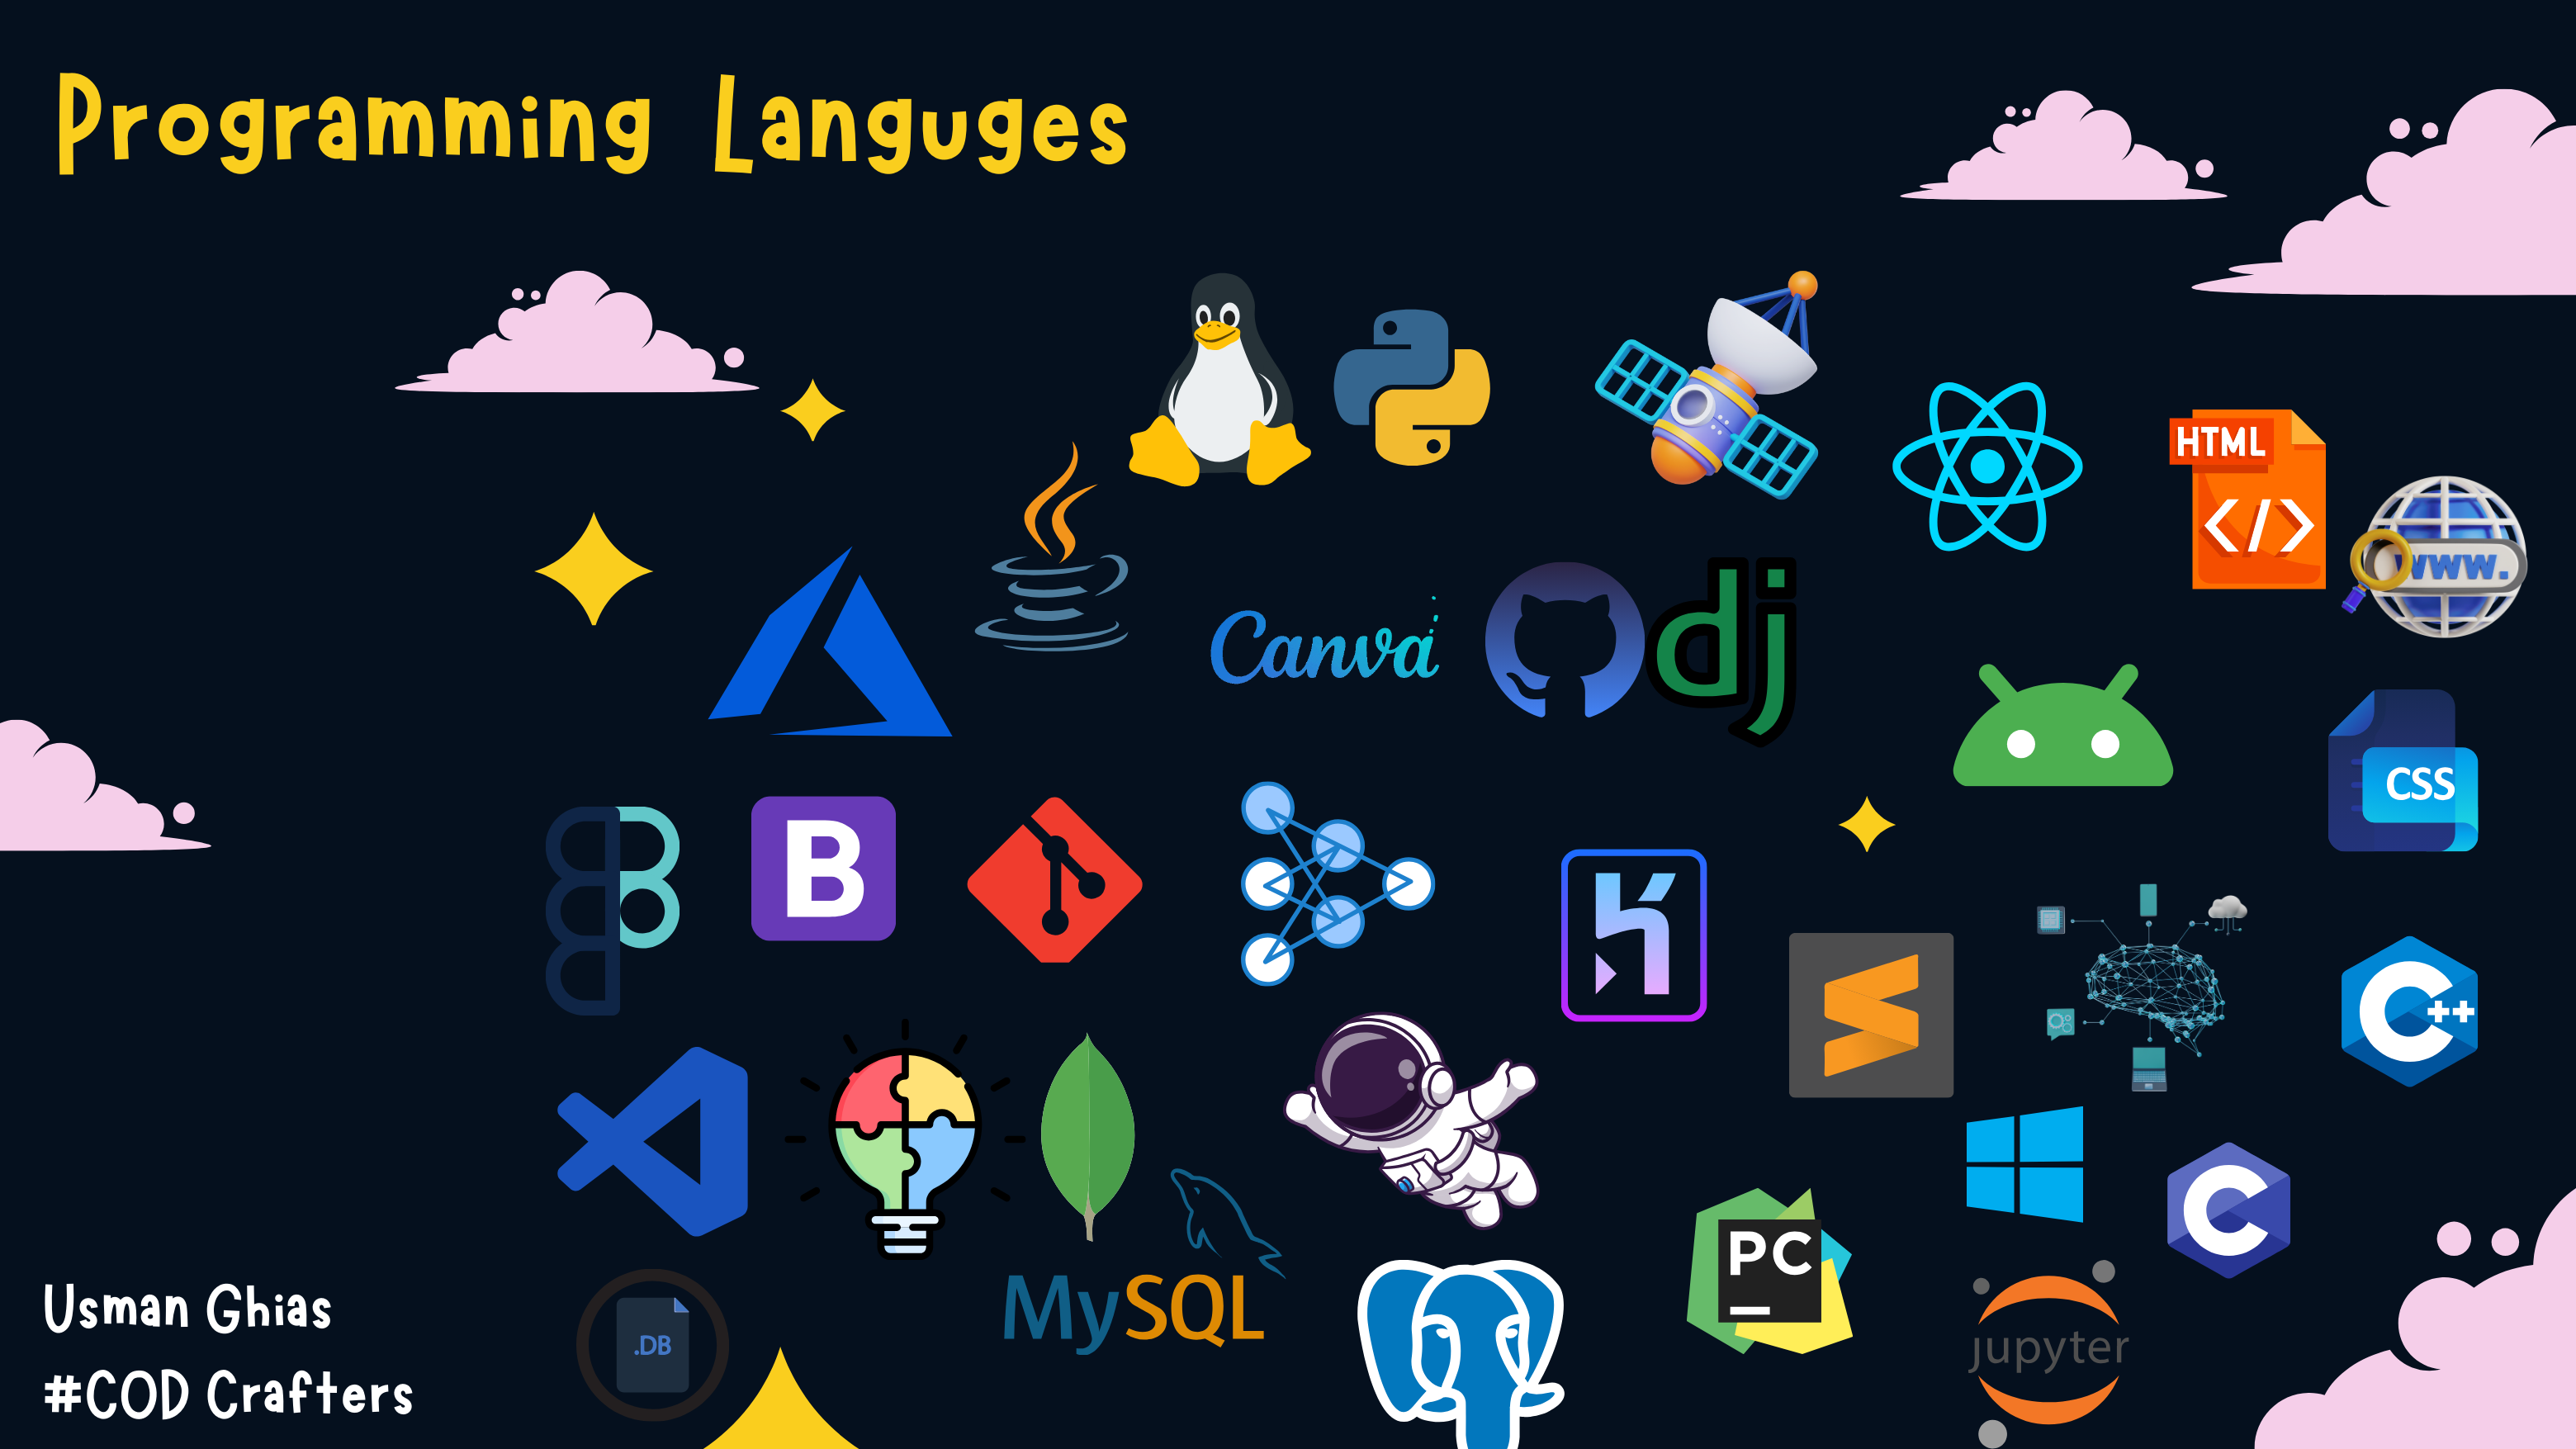 Programming Languges
HTML
</>
www.
Canva
dj
CSS
B
C++
PC
C
MySQL
.DB
jupyter
Usman Ghias
#COD Crafters